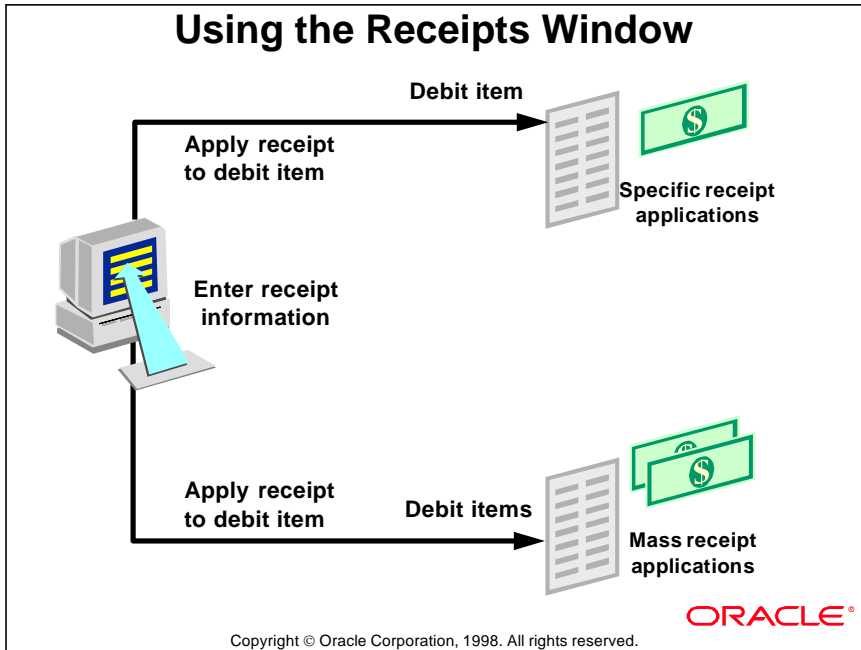 Using the Receipts Window
Debit item
Apply receipt
to debit item
$
Specific receipt
applications
Enter receipt
information
Apply receipt
to debit item
Debit items
$
$
Mass receipt
applications
ORACLE®
Copyright © Oracle Corporation, 1998. All rights reserved.